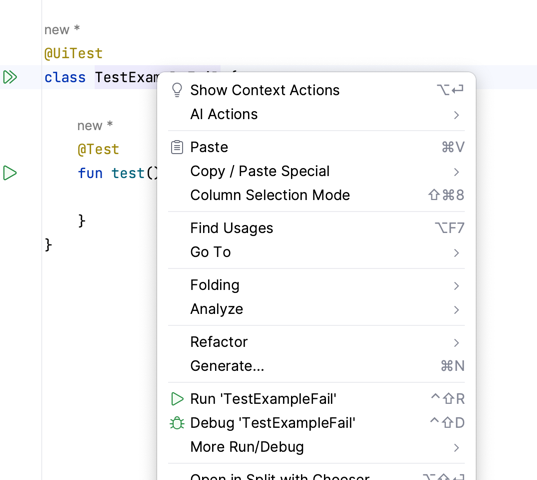 new *
@UiTest
class TestExam
Show Context Actions ⌥⏎
AI Actions >
new *
@Test
Paste ⌘V
fun test()
Copy / Paste Special >
Column Selection Mode ⇧⌘8
}
Find Usages ⌥F7
}
Go To >
Folding >
Analyze >
Refactor >
Generate... ⌘N
Run 'TestExampleFail' ^⇧R
Debug 'TestExampleFail' ^⇧D
More Run/Debug >
Open in Split with Chooser... ⌥⇧⏎